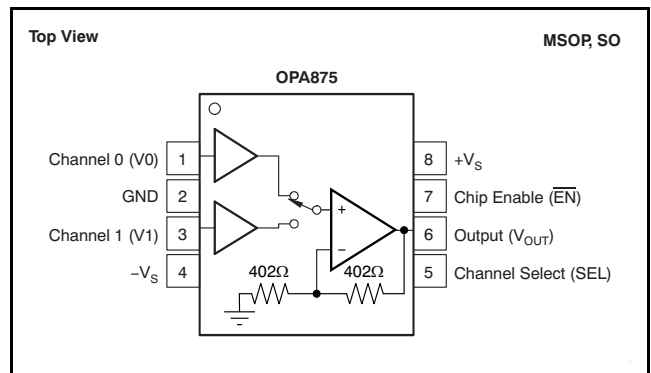 Top View
MSOP, SO
OPA875
Channel 0 (V0) 1
GND 2
Channel 1 (V1) 3
−VS 4
8 +VS
7 Chip Enable (E̅N̅)
6 Output (VOUT)
5 Channel Select (SEL)
+
−
402Ω 402Ω